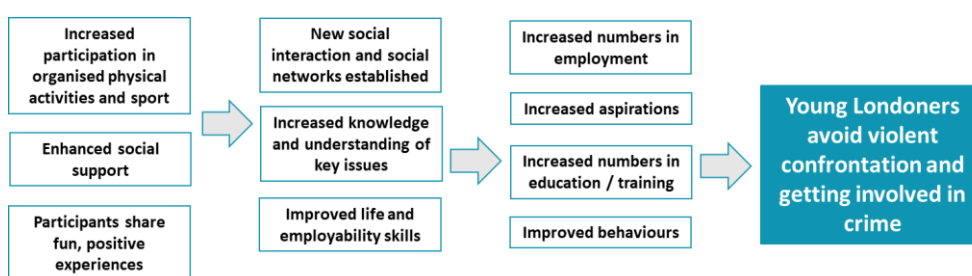 Increased
participation in
organised physical
activities and sport
Enhanced social
support
Participants share
fun, positive
experiences
New social
interaction and social
networks established
Increased knowledge
and understanding of
key issues
Improved life and
employability skills
Increased numbers in
employment
Increased aspirations
Increased numbers in
education / training
Improved behaviours
Young Londoners
avoid violent
confrontation and
getting involved in
crime